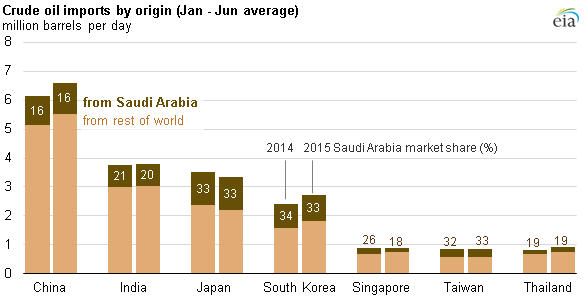 Crude oil imports by origin (Jan - Jun average)
million barrels per day
eia
8
7
6
5
4
3
2
1
0
16 16
from Saudi Arabia
from rest of world
21 20
33 33
2014 2015 Saudi Arabia market share (%)
34 33
26 18
32 33
19 19
China India Japan South Korea Singapore Taiwan Thailand